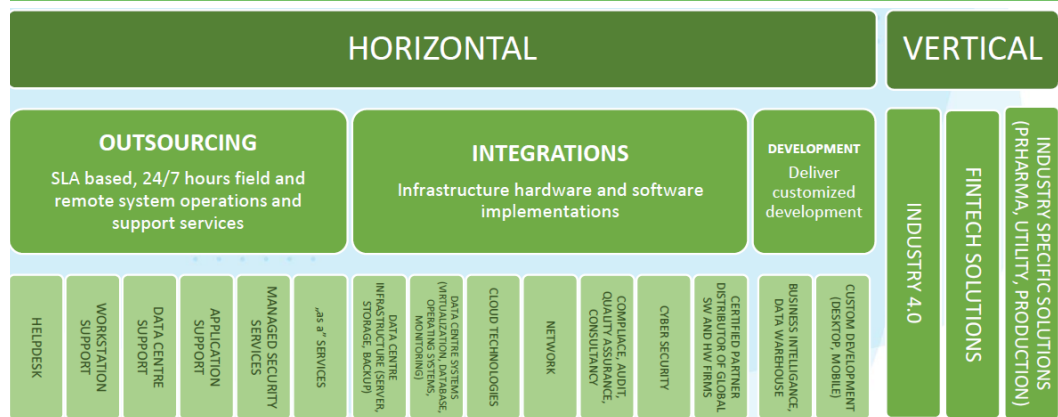 HORIZONTAL
VERTICAL
OUTSOURCING
SLA based, 24/7 hours field and
remote system operations and
support services
INTEGRATIONS
Infrastructure hardware and software
implementations
DEVELOPMENT
Deliver
customized
development
HELPDESK
WORKSTATION
SUPPORT
DATA CENTRE
SUPPORT
APPLICATION
SUPPORT
MANAGED SECURITY
SERVICES
„as a” SERVICES
DATA CENTRE
INFRASTRUCTURE (SERVER,
STORAGE, BACKUP)
DATA CENTRE SYSTEMS
(VIRTUALIZATION, DATABASE,
OPERATING SYSTEMS,
MONITORING)
CLOUD TECHNOLOGIES
NETWORK
COMPLIACE, AUDIT,
QUALITY ASSURANCE,
CONSULTANCY
CYBER SECURITY
CERTIFIED PARTNER
DISTRIBUTOR OF GLOBAL
SW AND HW FIRMS
BUSINESS INTELLIGANCE,
DATA WAREHOUSE
CUSTOM DEVELOPMENT
(DESKTOP, MOBILE)
INDUSTRY 4.0
FINTECH SOLUTIONS
INDUSTRY SPECIFIC SOLUTIONS
(PRHARMA, UTILITY, PRODUCTION)